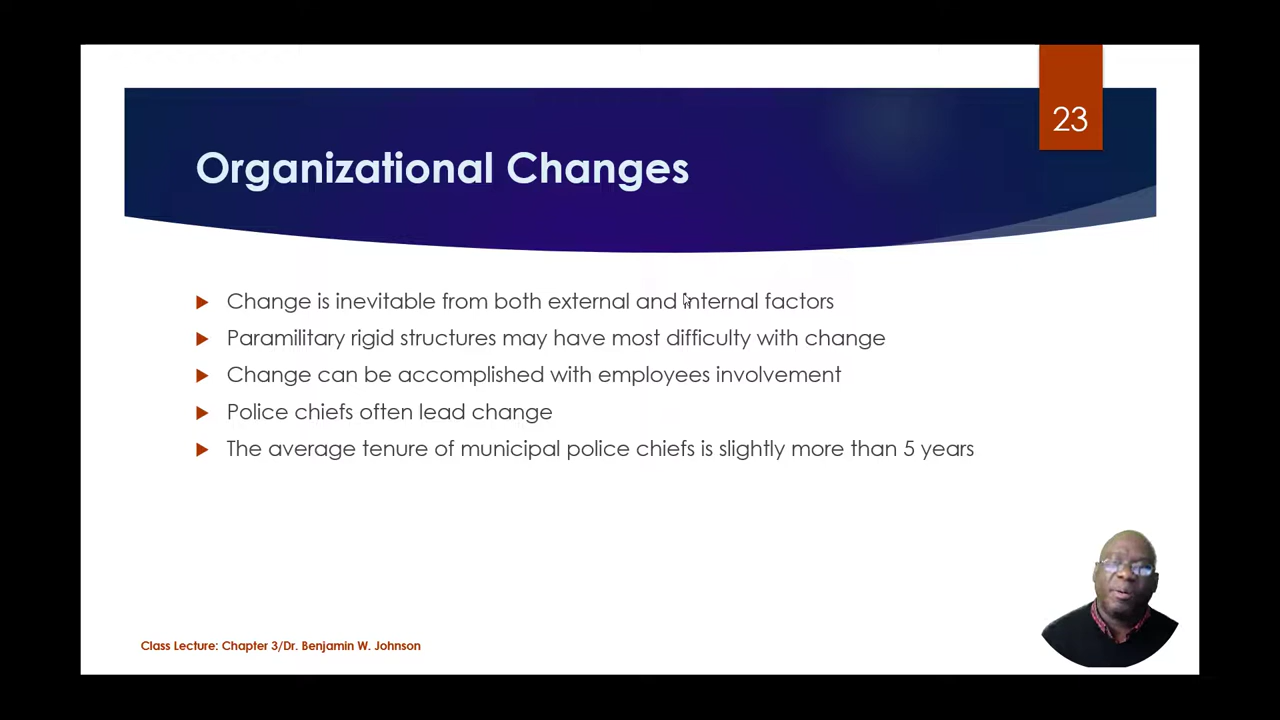 23
Organizational Changes
Change is inevitable from both external and internal factors
Paramilitary rigid structures may have most difficulty with change
Change can be accomplished with employees involvement
Police chiefs often lead change
The average tenure of municipal police chiefs is slightly more than 5 years
Class Lecture: Chapter 3/Dr. Benjamin W. Johnson